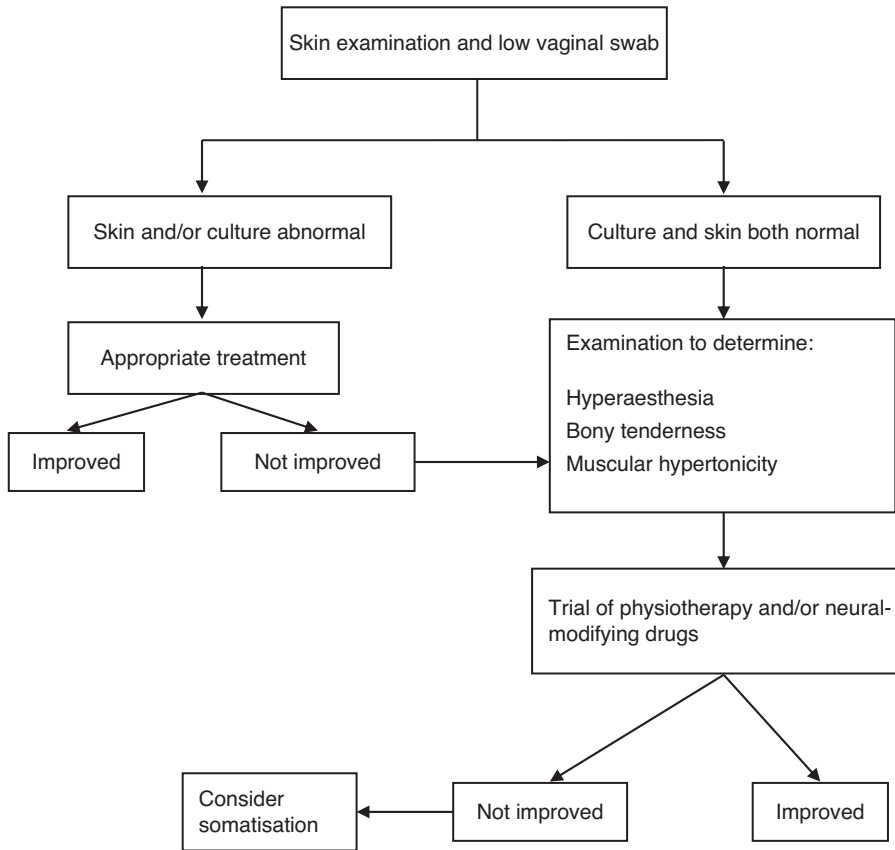 Skin examination and low vaginal swab
Skin and/or culture abnormal
Culture and skin both normal
Appropriate treatment
Examination to determine:
Hyperaesthesia
Bony tenderness
Muscular hypertonicity
Improved
Not improved
Trial of physiotherapy and/or neural-
modifying drugs
Consider
somatisation
Not improved
Improved